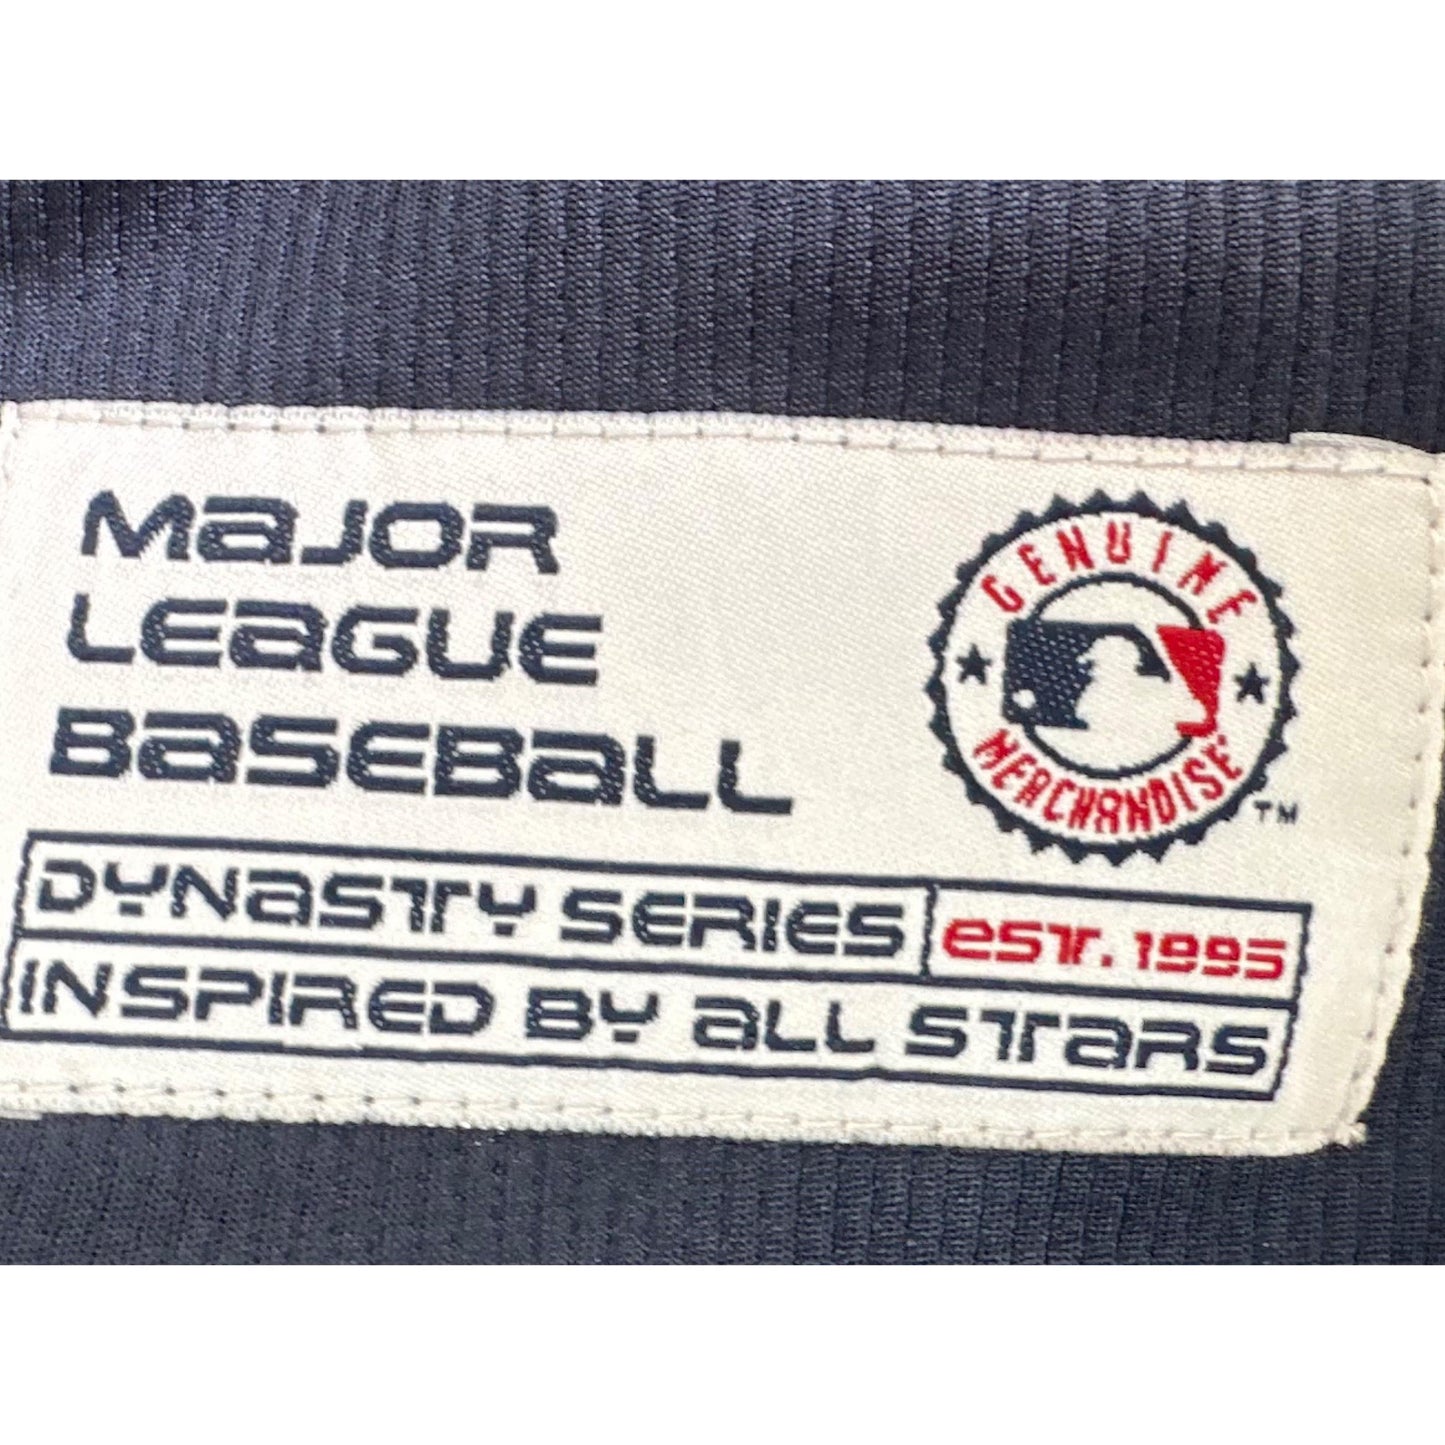 MaJOR
LEaGUE
BaSEBaLL
GENUINE
MERCHANDISE
TM
DYNaSTY SERIES
eST. 1995
INSPIRED BY aLL STaRS